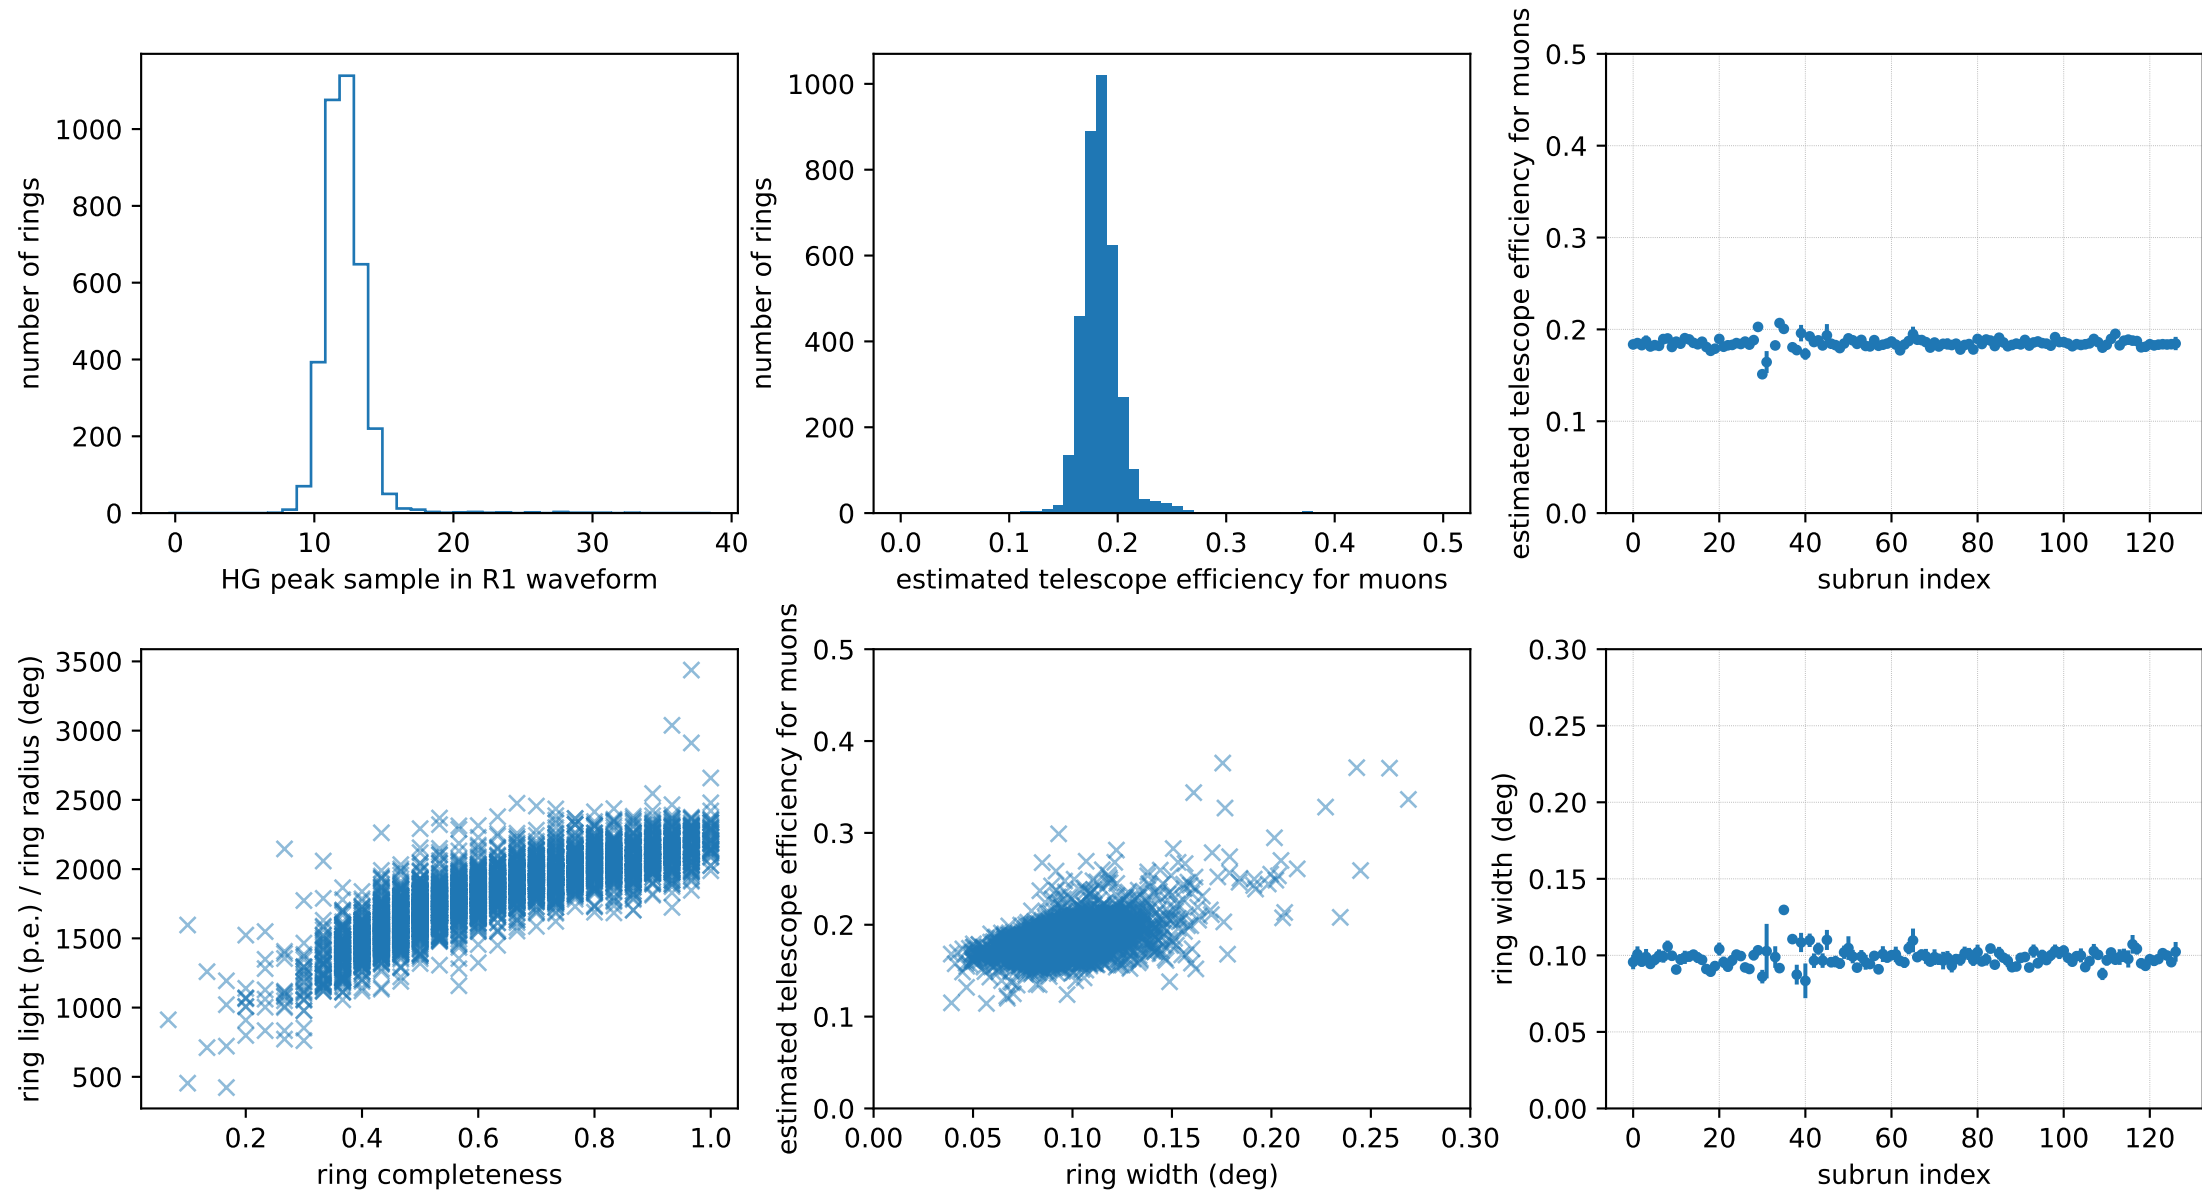 number of rings
1000
800
600
400
200
0
0 10 20 30 40
HG peak sample in R1 waveform
number of rings
1000
800
600
400
200
0
0.0 0.1 0.2 0.3 0.4 0.5
estimated telescope efficiency for muons
estimated telescope efficiency for muons
0.5
0.4
0.3
0.2
0.1
0.0
0 20 40 60 80 100 120
subrun index
ring light (p.e.) / ring radius (deg)
3500
3000
2500
2000
1500
1000
500
0.2 0.4 0.6 0.8 1.0
ring completeness
estimated telescope efficiency for muons
0.5
0.4
0.3
0.2
0.1
0.0
0.00 0.05 0.10 0.15 0.20 0.25 0.30
ring width (deg)
ring width (deg)
0.30
0.25
0.20
0.15
0.10
0.05
0.00
0 20 40 60 80 100 120
subrun index